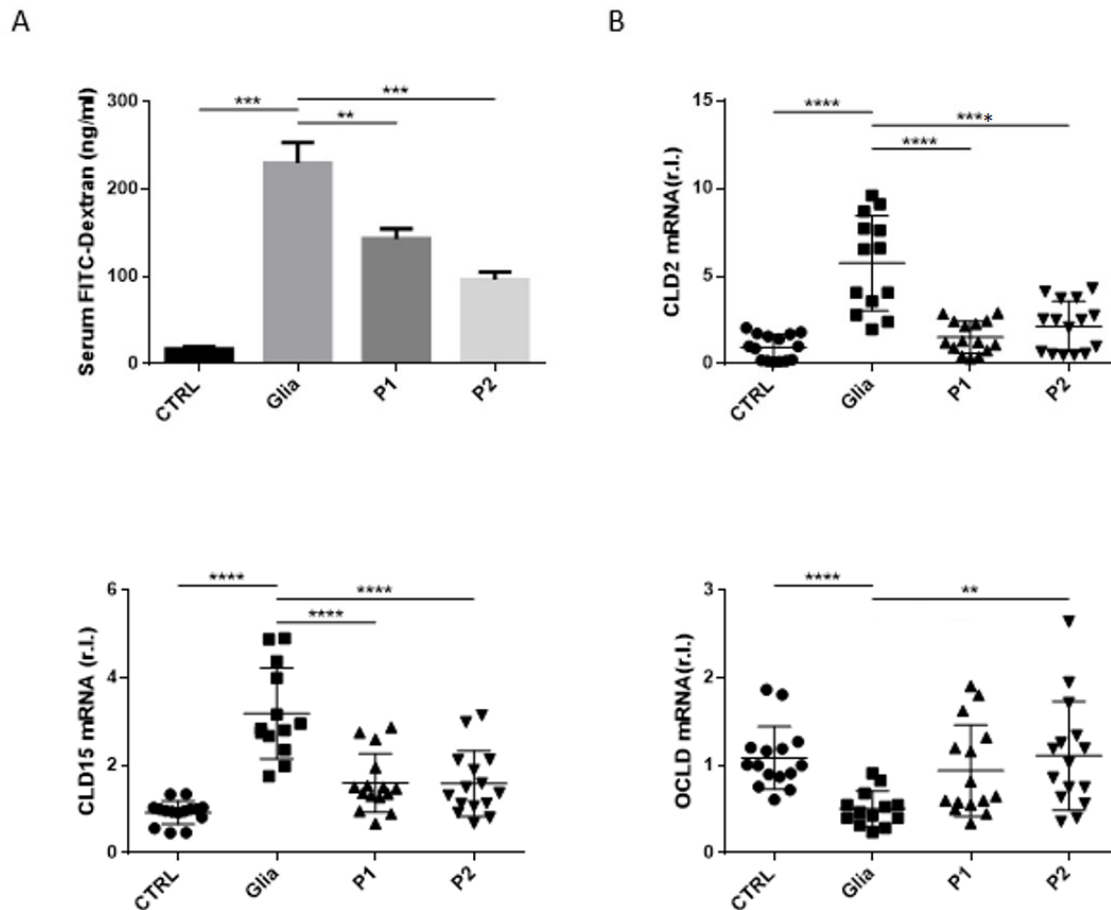 A
B
***
***
**
300
200
100
0
Serum FITC-Dextran (ng/ml)
CTRL
Glia
P1
P2
****
****
****
15
10
5
0
CLD2 mRNA(r.l.)
CTRL
Glia
P1
P2
****
****
****
6
4
2
0
CLD15 mRNA (r.l.)
CTRL
Glia
P1
P2
****
**
3
2
1
0
OCLD mRNA(r.l.)
CTRL
Glia
P1
P2